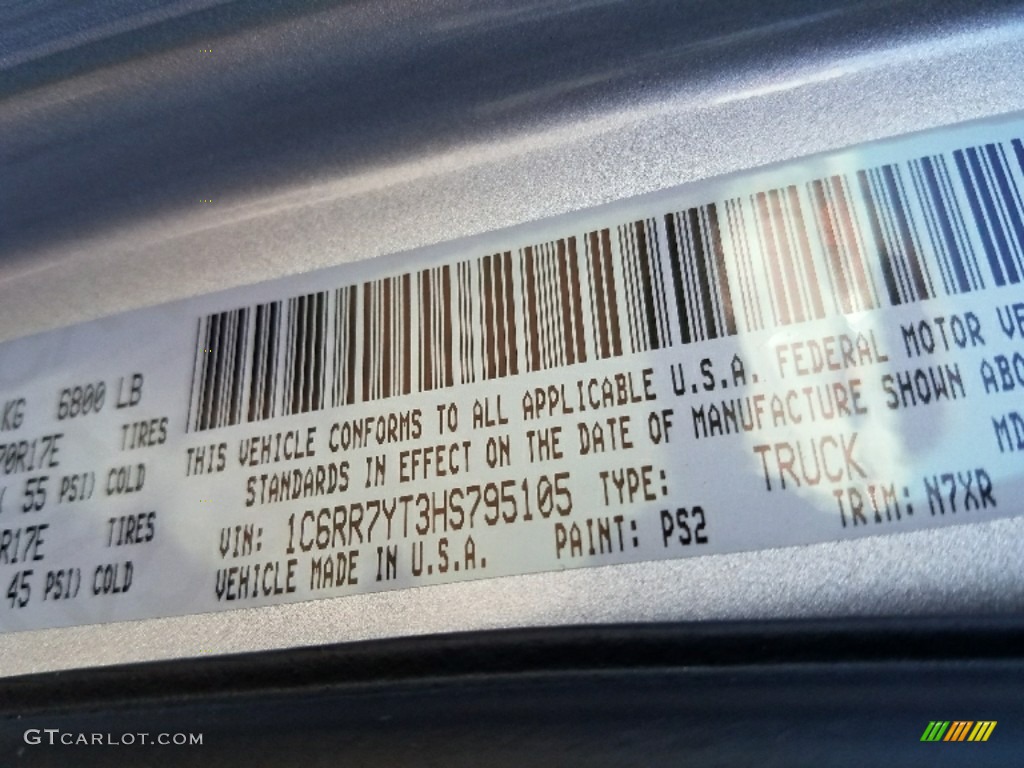 KG 6800 LB
70R17E TIRES
55 PSI) COLD
R17E TIRES
45 PSI) COLD
THIS VEHICLE CONFORMS TO ALL APPLICABLE U.S.A. FEDERAL MOTOR VE
STANDARDS IN EFFECT ON THE DATE OF MANUFACTURE SHOWN ABO
VIN: 1C6RR7YT3HS795105 TYPE: TRUCK MD
VEHICLE MADE IN U.S.A. PAINT: PS2 TRIM: N7XR
GTCARLOT.COM